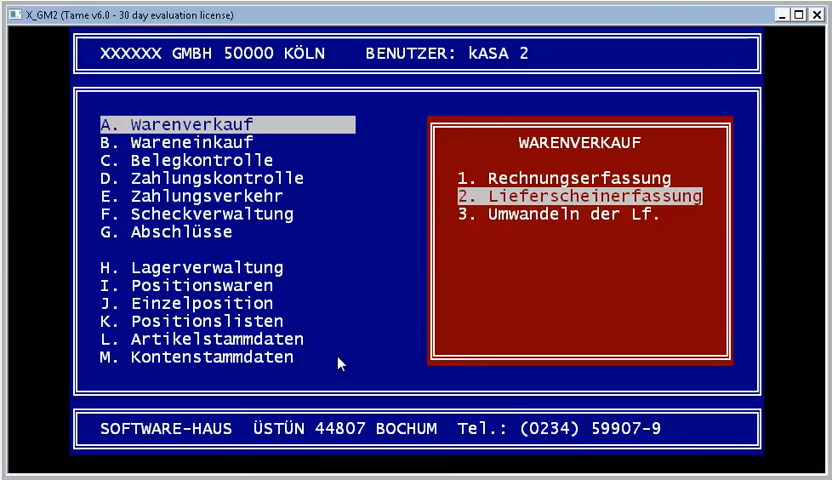 X_GM2 (Tame v6.0 - 30 day evaluation license)
XXXXXX GMBH 50000 KÖLN BENUTZER: kASA 2
A. Warenverkauf
B. Wareneinkauf
C. Belegkontrolle
D. Zahlungskontrolle
E. Zahlungsverkehr
F. Scheckverwaltung
G. Abschlüsse
H. Lagerverwaltung
I. Positionswaren
J. Einzelposition
K. Positionslisten
L. Artikelstammdaten
M. Kontenstammdaten
WARENVERKAUF
1. Rechnungserfassung
2. Lieferscheinerfassung
3. Umwandeln der Lf.
SOFTWARE-HAUS ÜSTÜN 44807 BOCHUM Tel.: (0234) 59907-9